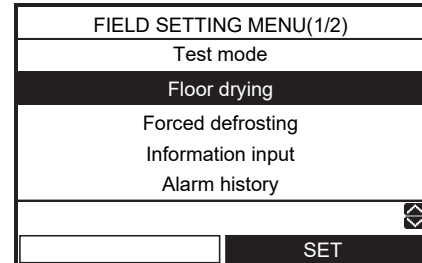 FIELD SETTING MENU(1/2)
Test mode
Floor drying
Forced defrosting
Information input
Alarm history
SET